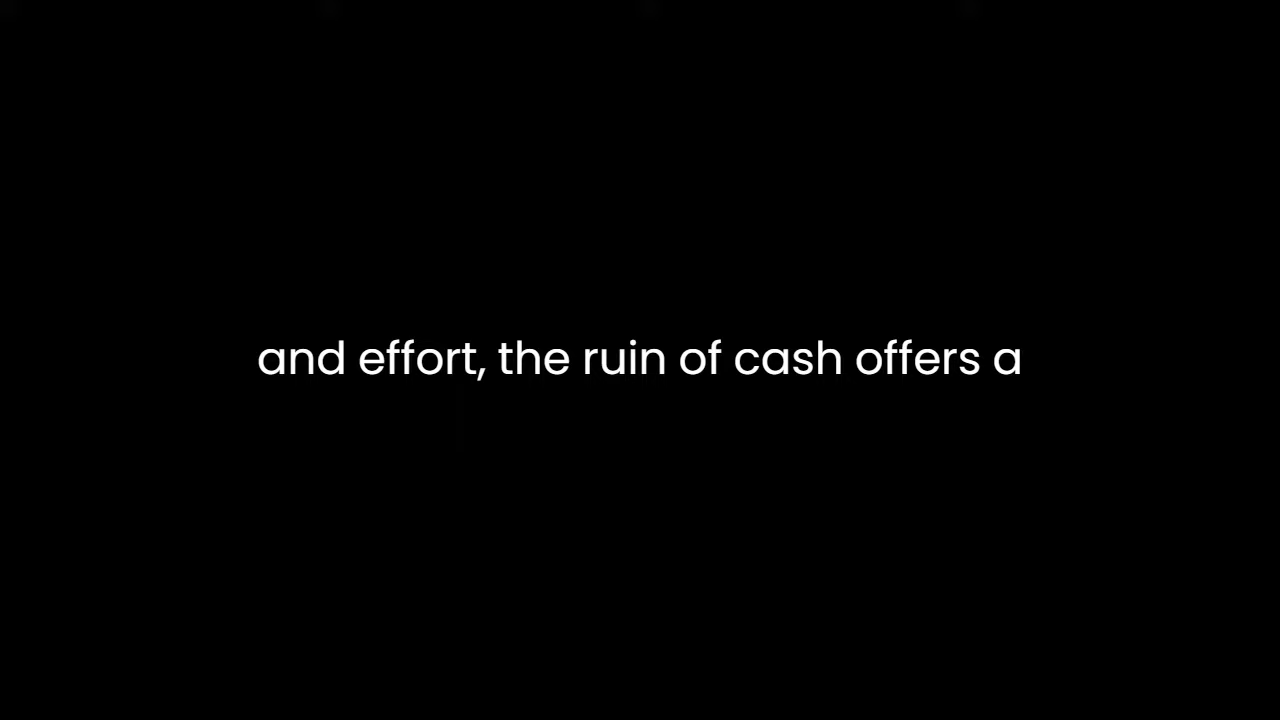 and effort, the ruin of cash offers a